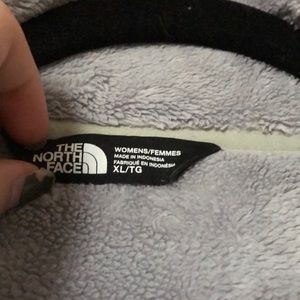 THE
NORTH
FACE
WOMENS/FEMMES
MADE IN INDONESIA
FABRIQUÉ EN INDONÉSIE
XL/TG